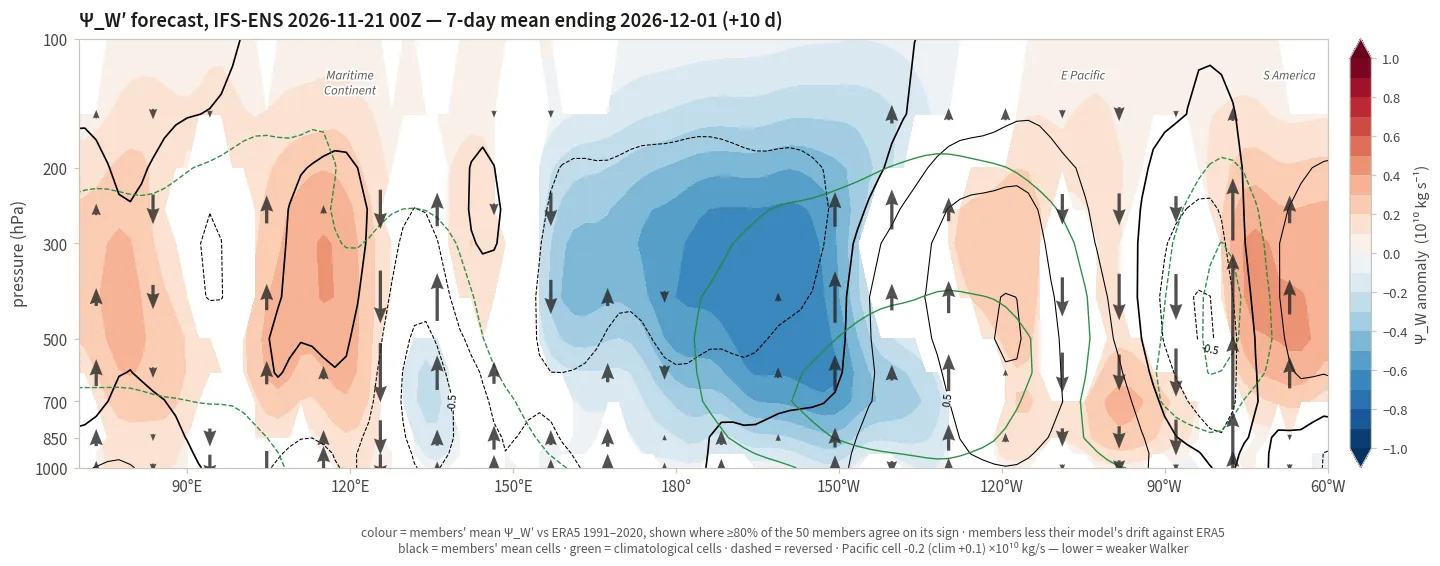 Ψ_W′ forecast, IFS-ENS 2026-11-21 00Z — 7-day mean ending 2026-12-01 (+10 d)
100
200
300
400
500
700
850
1000
pressure (hPa)
Maritime
Continent
E Pacific
S America
-0.5
0.5
0.5
90°E
120°E
150°E
180°
150°W
120°W
90°W
60°W
1.0
0.8
0.6
0.4
0.2
0.0
−0.2
−0.4
−0.6
−0.8
−1.0
Ψ_W anomaly (10¹⁰ kg s⁻¹)
colour = members' mean Ψ_W′ vs ERA5 1991–2020, shown where ≥80% of the 50 members agree on its sign · members less their model's drift against ERA5
black = members' mean cells · green = climatological cells · dashed = reversed · Pacific cell -0.2 (clim +0.1) ×10¹⁰ kg/s — lower = weaker Walker